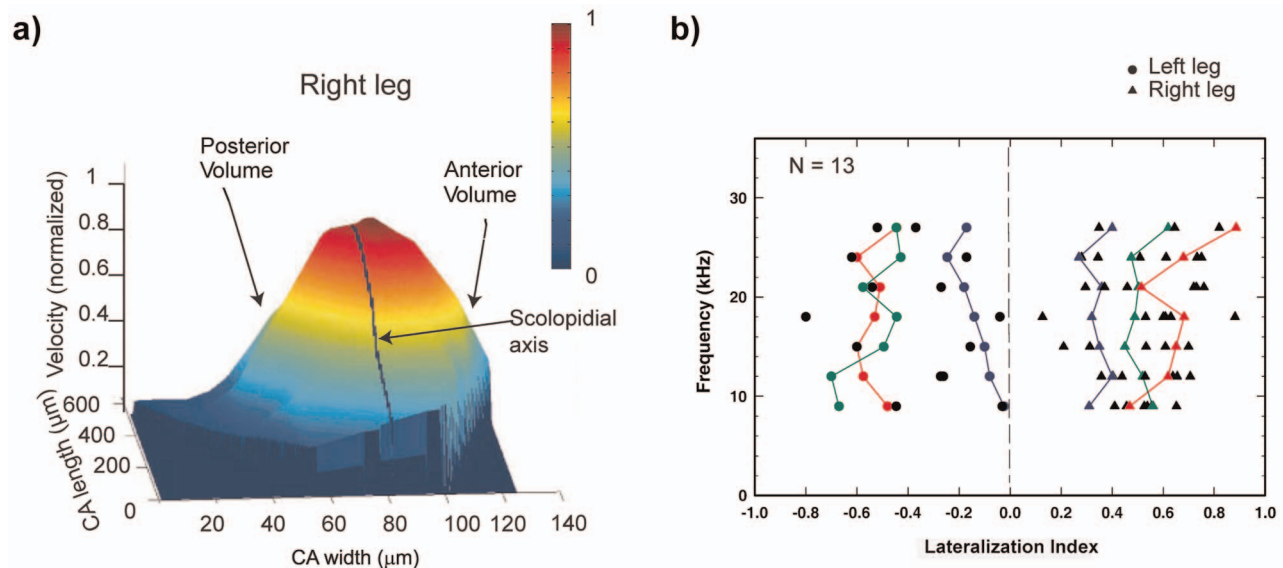 a)
Right leg
Posterior
Volume
Anterior
Volume
Scolopidial
axis
1
0
Velocity (normalized)
1
0.8
0.6
0.4
0.2
CA length (μm)
600
400
200
0
20
40
60
80
100
120
140
CA width (μm)
b)
Left leg
Right leg
N = 13
Frequency (kHz)
30
20
10
0
-1.0
-0.8
-0.6
-0.4
-0.2
0.0
0.2
0.4
0.6
0.8
1.0
Lateralization Index